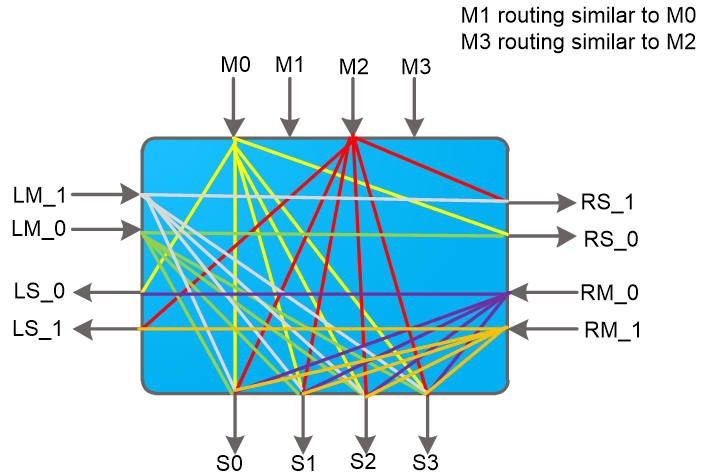 M1 routing similar to M0
M3 routing similar to M2
M0 M1 M2 M3
LM_1 RS_1
LM_0 RS_0
LS_0 RM_0
LS_1 RM_1
S0 S1 S2 S3